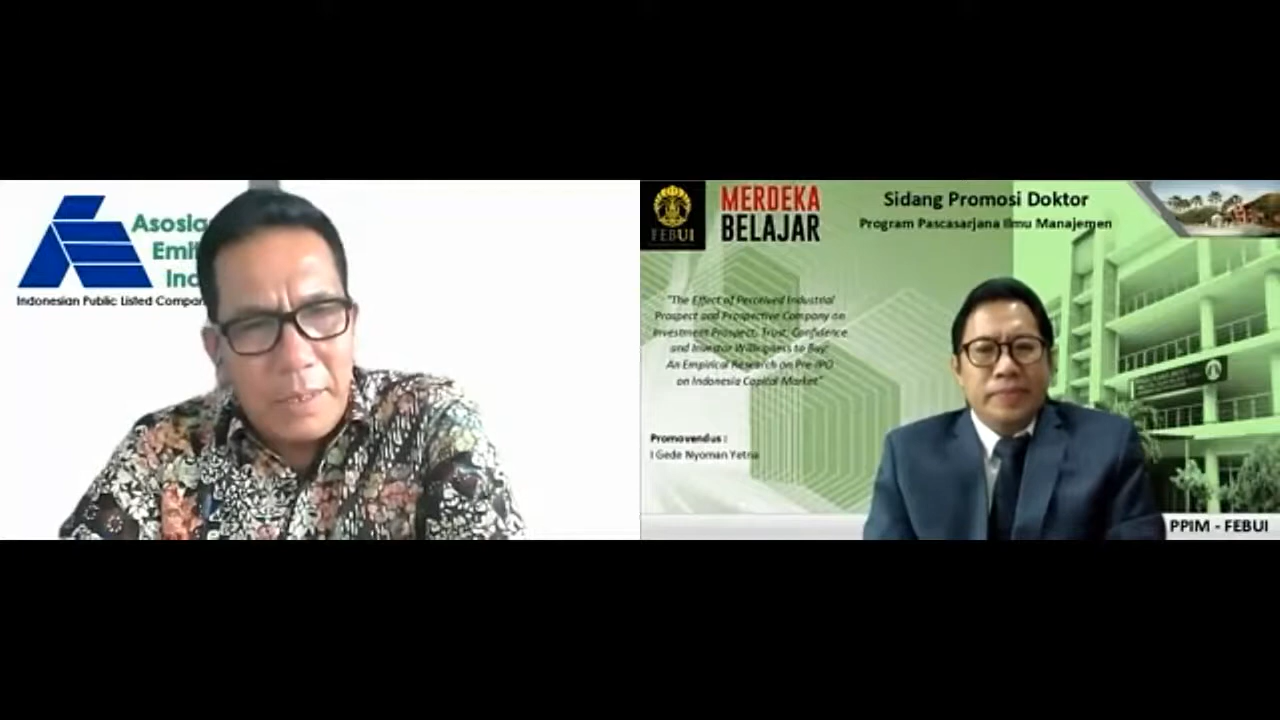 Asosia
Emit
Indo
Indonesian Public Listed Compan
FEBUI
MERDEKA
BELAJAR
Sidang Promosi Doktor
Program Pascasarjana Ilmu Manajemen
"The Effect of Perceived Industrial
Prospect and Prospective Company on
Investment Prospect, Trust, Confidence
and Investor Willingness to Buy:
An Empirical Research on Pre-IPO
on Indonesia Capital Market"
Promovendus :
I Gede Nyoman Yetna
PPIM - FEBUI